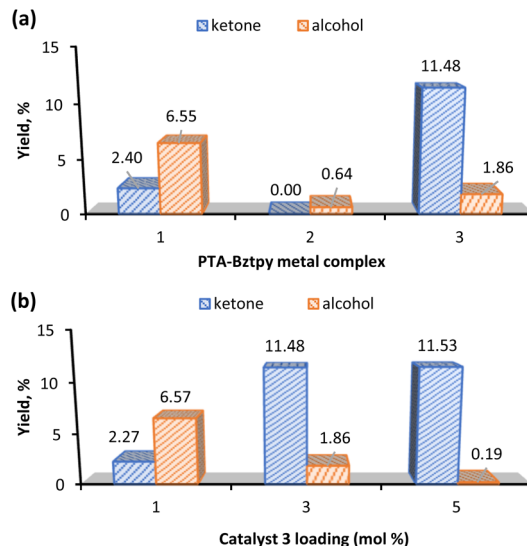 (a)
ketone alcohol
15
10
5
0
Yield, %
2.40
6.55
0.00
0.64
11.48
1.86
1 2 3
PTA-Bztpy metal complex
(b)
ketone alcohol
15
10
5
0
Yield, %
2.27
6.57
11.48
1.86
11.53
0.19
1 3 5
Catalyst 3 loading (mol %)